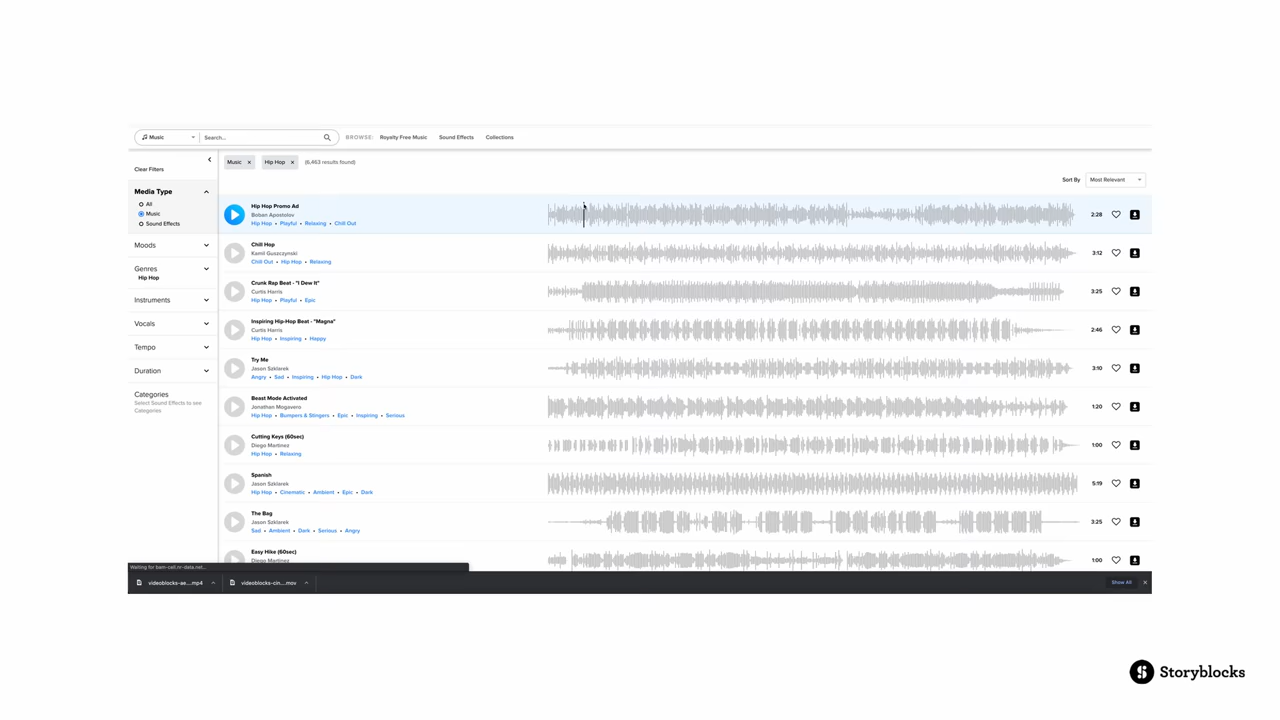 Music
Search...
BROWSE: Royalty Free Music Sound Effects Collections
Clear Filters
Media Type
All
Music
Sound Effects
Moods
Genres
Hip Hop
Instruments
Vocals
Tempo
Duration
Categories
Select Sound Effects to see
Categories
Music × Hip Hop × (6,463 results found)
Sort By Most Relevant
Hip Hop Promo Ad
Boban Apostolov
Hip Hop • Playful • Relaxing • Chill Out
2:28
Chill Hop
Kamil Guszczynski
Chill Out • Hip Hop • Relaxing
3:12
Crunk Rap Beat - "I Dew It"
Curtis Harris
Hip Hop • Playful • Epic
3:25
Inspiring Hip-Hop Beat - "Magna"
Curtis Harris
Hip Hop • Inspiring • Happy
2:46
Try Me
Jason Szklarek
Angry • Sad • Inspiring • Hip Hop • Dark
3:10
Beast Mode Activated
Jonathan Mogavero
Hip Hop • Bumpers & Stingers • Epic • Inspiring • Serious
1:20
Cutting Keys (60sec)
Diego Martinez
Hip Hop • Relaxing
1:00
Spanish
Jason Szklarek
Hip Hop • Cinematic • Ambient • Epic • Dark
5:19
The Bag
Jason Szklarek
Sad • Ambient • Dark • Serious • Angry
3:25
Easy Hike (60sec)
Diego Martinez
1:00
Waiting for bam-cell.nr-data.net...
videoblocks-ae....mp4
videoblocks-cin....mov
Show All
Storyblocks